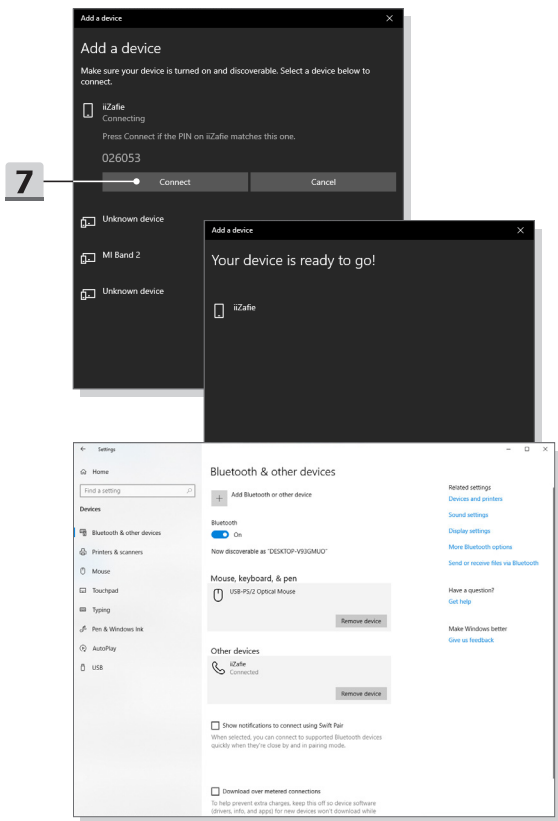 Add a device
Add a device
Make sure your device is turned on and discoverable. Select a device below to
connect.
iiZafie
Connecting
Press Connect if the PIN on iiZafie matches this one.
026053
7
Connect
Cancel
Unknown device
MI Band 2
Unknown device
Add a device
Your device is ready to go!
iiZafie
Settings
Home
Find a setting
Devices
Bluetooth & other devices
Printers & scanners
Mouse
Touchpad
Typing
Pen & Windows Ink
AutoPlay
USB
Bluetooth & other devices
Add Bluetooth or other device
Bluetooth
On
Now discoverable as "DESKTOP-V93GMUO"
Mouse, keyboard, & pen
USB-PS/2 Optical Mouse
Remove device
Other devices
iiZafie
Connected
Remove device
Show notifications to connect using Swift Pair
When selected, you can connect to supported Bluetooth devices
quickly when they're close by and in pairing mode.
Download over metered connections
To help prevent extra charges, keep this off so device software
(drivers, info, and apps) for new devices won't download while
Related settings
Devices and printers
Sound settings
Display settings
More Bluetooth options
Send or receive files via Bluetooth
Have a question?
Get help
Make Windows better
Give us feedback